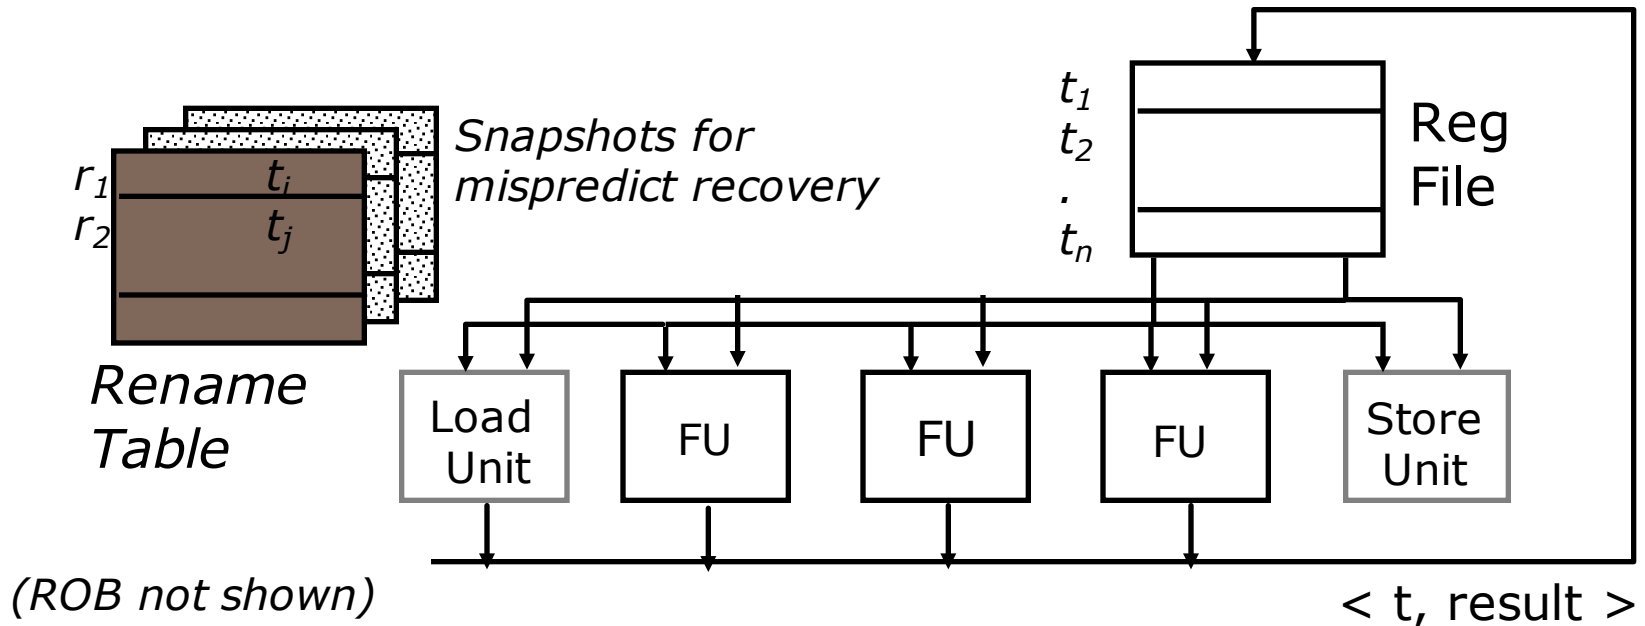 Snapshots for
mispredict recovery
r1 ti
r2 tj
Rename
Table
t1
t2
.
tn
Reg
File
Load
Unit
FU
FU
FU
Store
Unit
(ROB not shown)
< t, result >